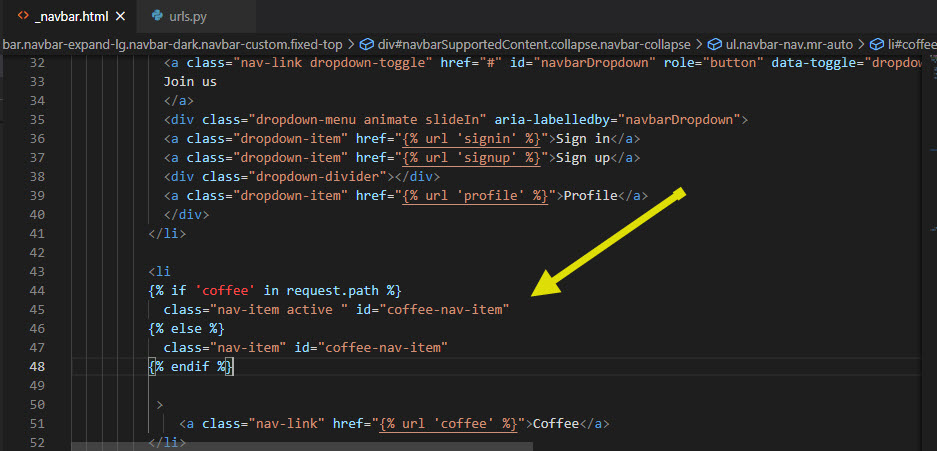 <> _navbar.html ×
urls.py
bar.navbar-expand-lg.navbar-dark.navbar-custom.fixed-top > div#navbarSupportedContent.collapse.navbar-collapse > ul.navbar-nav.mr-auto > li#coffee
32 <a class="nav-link dropdown-toggle" href="#" id="navbarDropdown" role="button" data-toggle="dropdow
33 Join us
34 </a>
35 <div class="dropdown-menu animate slideIn" aria-labelledby="navbarDropdown">
36 <a class="dropdown-item" href="{% url 'signin' %}">Sign in</a>
37 <a class="dropdown-item" href="{% url 'signup' %}">Sign up</a>
38 <div class="dropdown-divider"></div>
39 <a class="dropdown-item" href="{% url 'profile' %}">Profile</a>
40 </div>
41 </li>
42
43 <li
44 {% if 'coffee' in request.path %}
45 class="nav-item active " id="coffee-nav-item"
46 {% else %}
47 class="nav-item" id="coffee-nav-item"
48 {% endif %}
49
50 >
51 <a class="nav-link" href="{% url 'coffee' %}">Coffee</a>
52 </li>